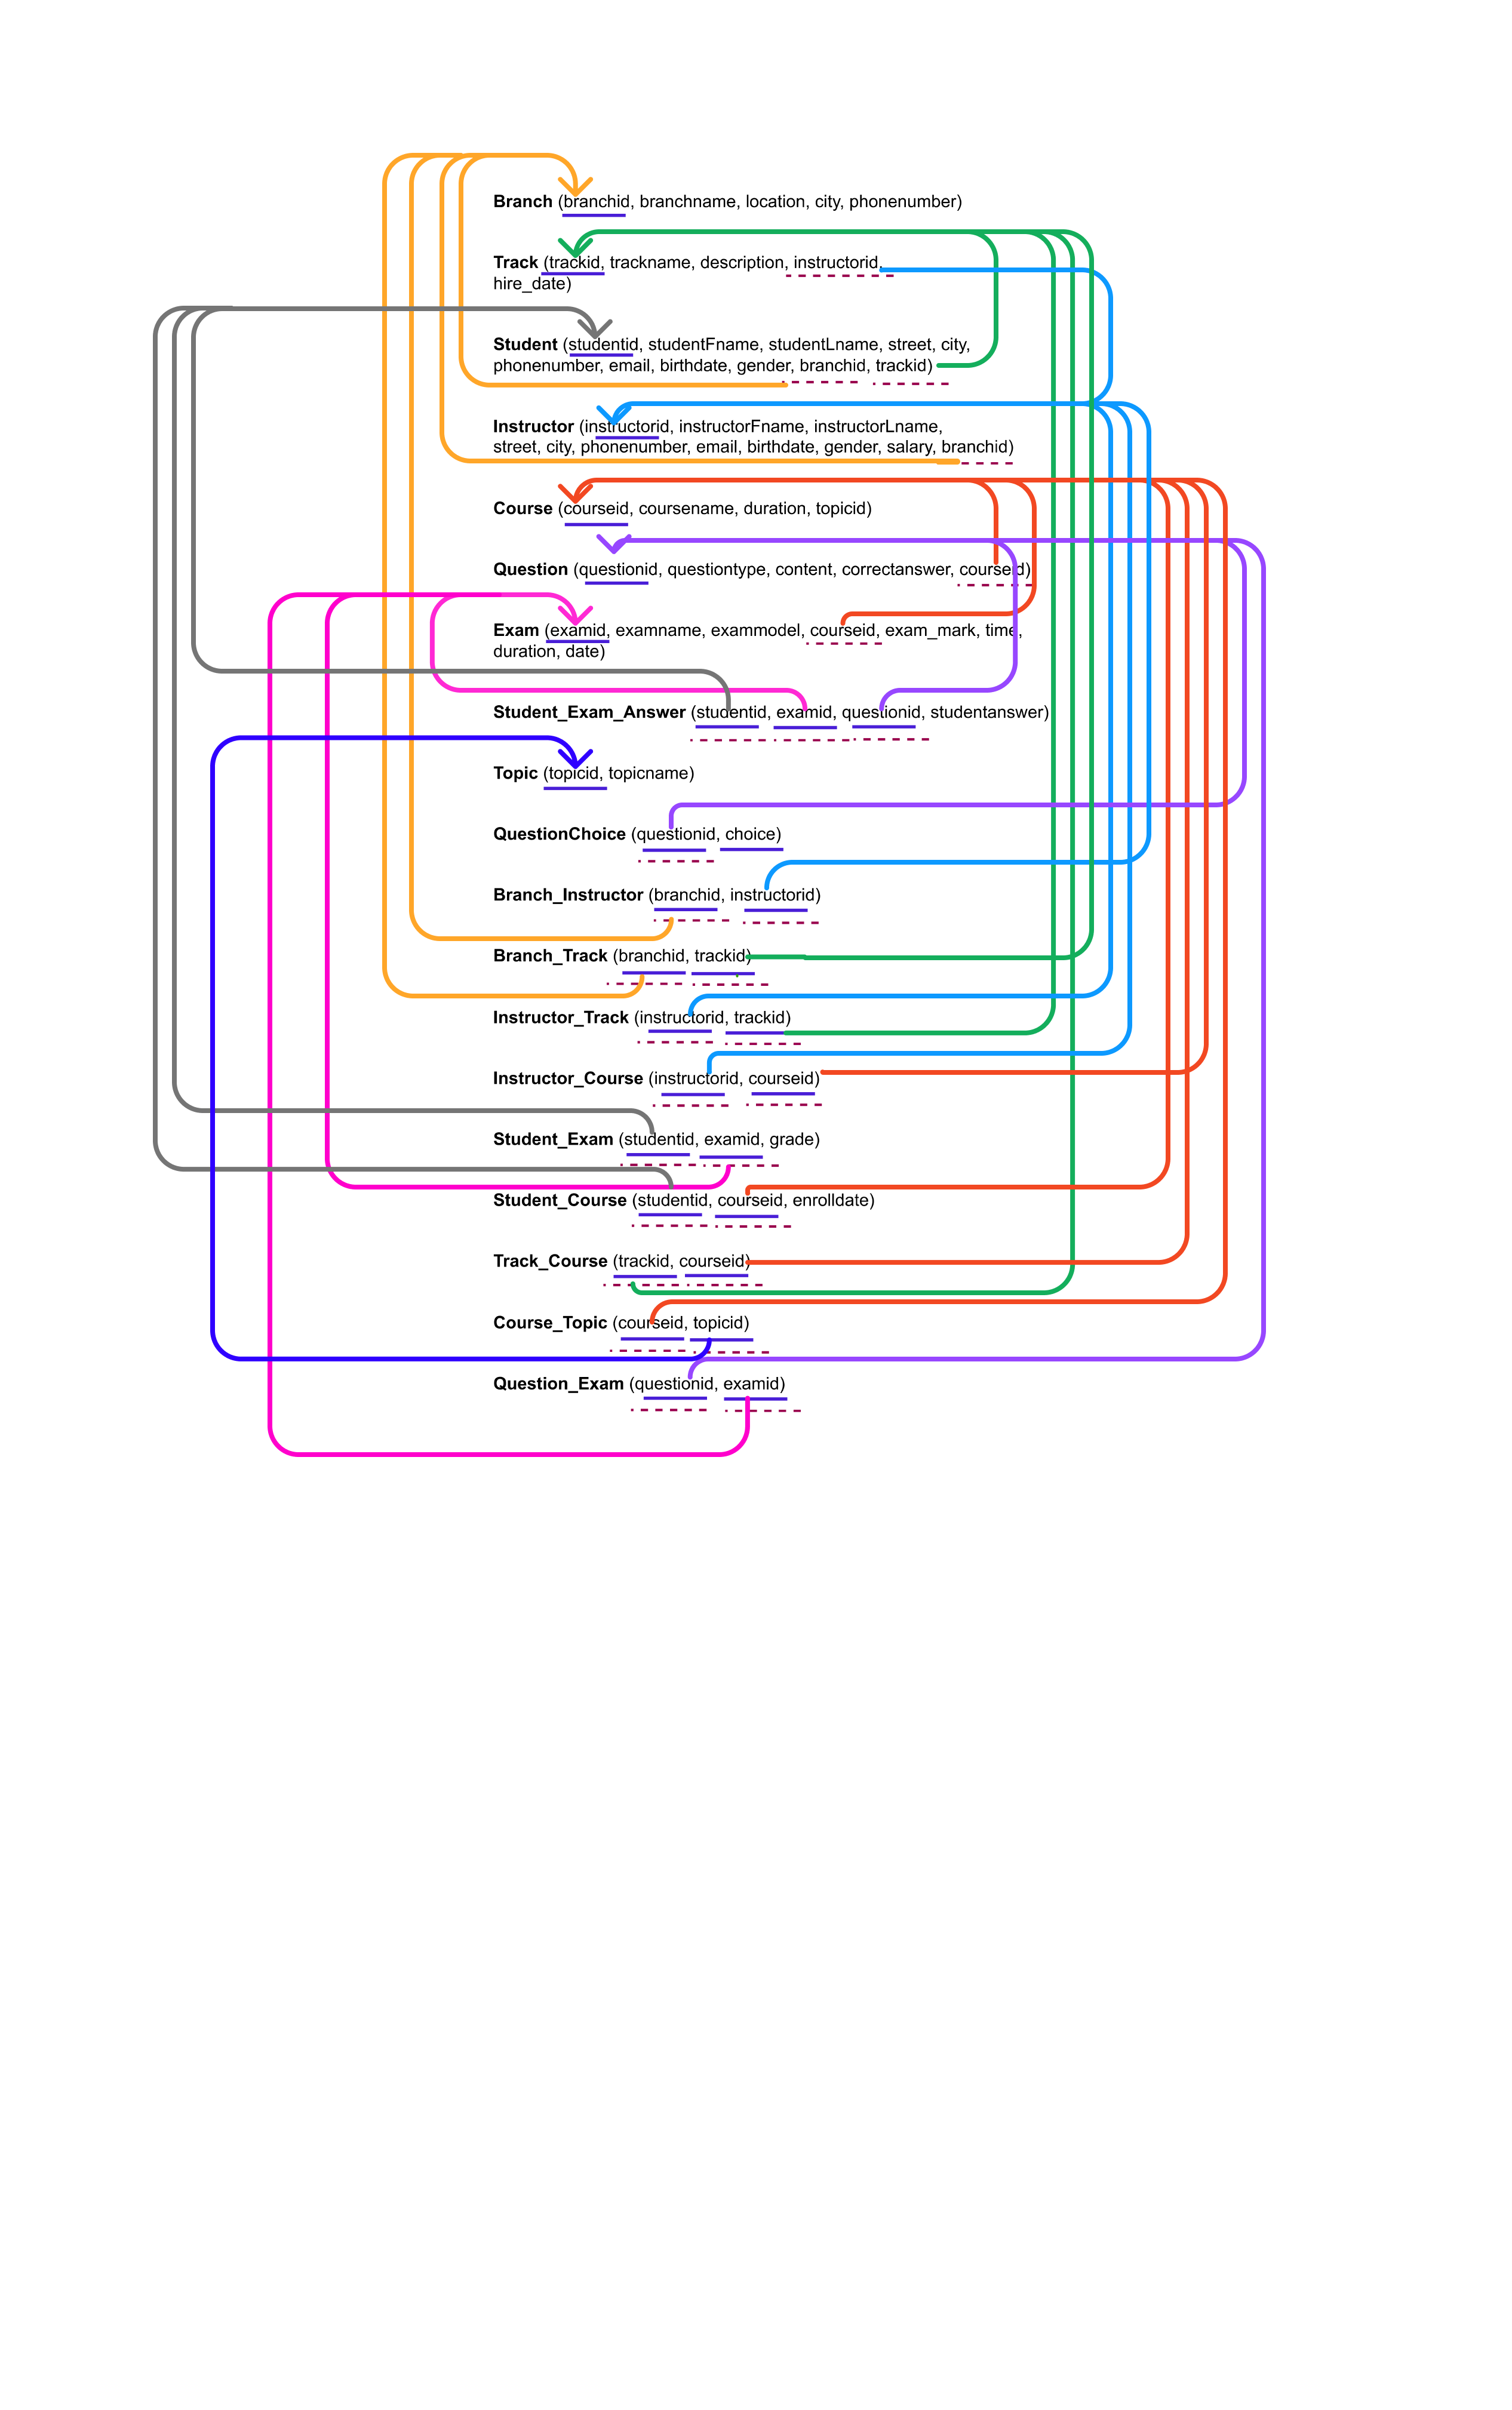 Branch (branchid, branchname, location, city, phonenumber)
Track (trackid, trackname, description, instructorid,
hire_date)
Student (studentid, studentFname, studentLname, street, city,
phonenumber, email, birthdate, gender, branchid, trackid)
Instructor (instructorid, instructorFname, instructorLname,
street, city, phonenumber, email, birthdate, gender, salary, branchid)
Course (courseid, coursename, duration, topicid)
Question (questionid, questiontype, content, correctanswer, courseid)
Exam (examid, examname, exammodel, courseid, exam_mark, time,
duration, date)
Student_Exam_Answer (studentid, examid, questionid, studentanswer)
Topic (topicid, topicname)
QuestionChoice (questionid, choice)
Branch_Instructor (branchid, instructorid)
Branch_Track (branchid, trackid)
Instructor_Track (instructorid, trackid)
Instructor_Course (instructorid, courseid)
Student_Exam (studentid, examid, grade)
Student_Course (studentid, courseid, enrolldate)
Track_Course (trackid, courseid)
Course_Topic (courseid, topicid)
Question_Exam (questionid, examid)